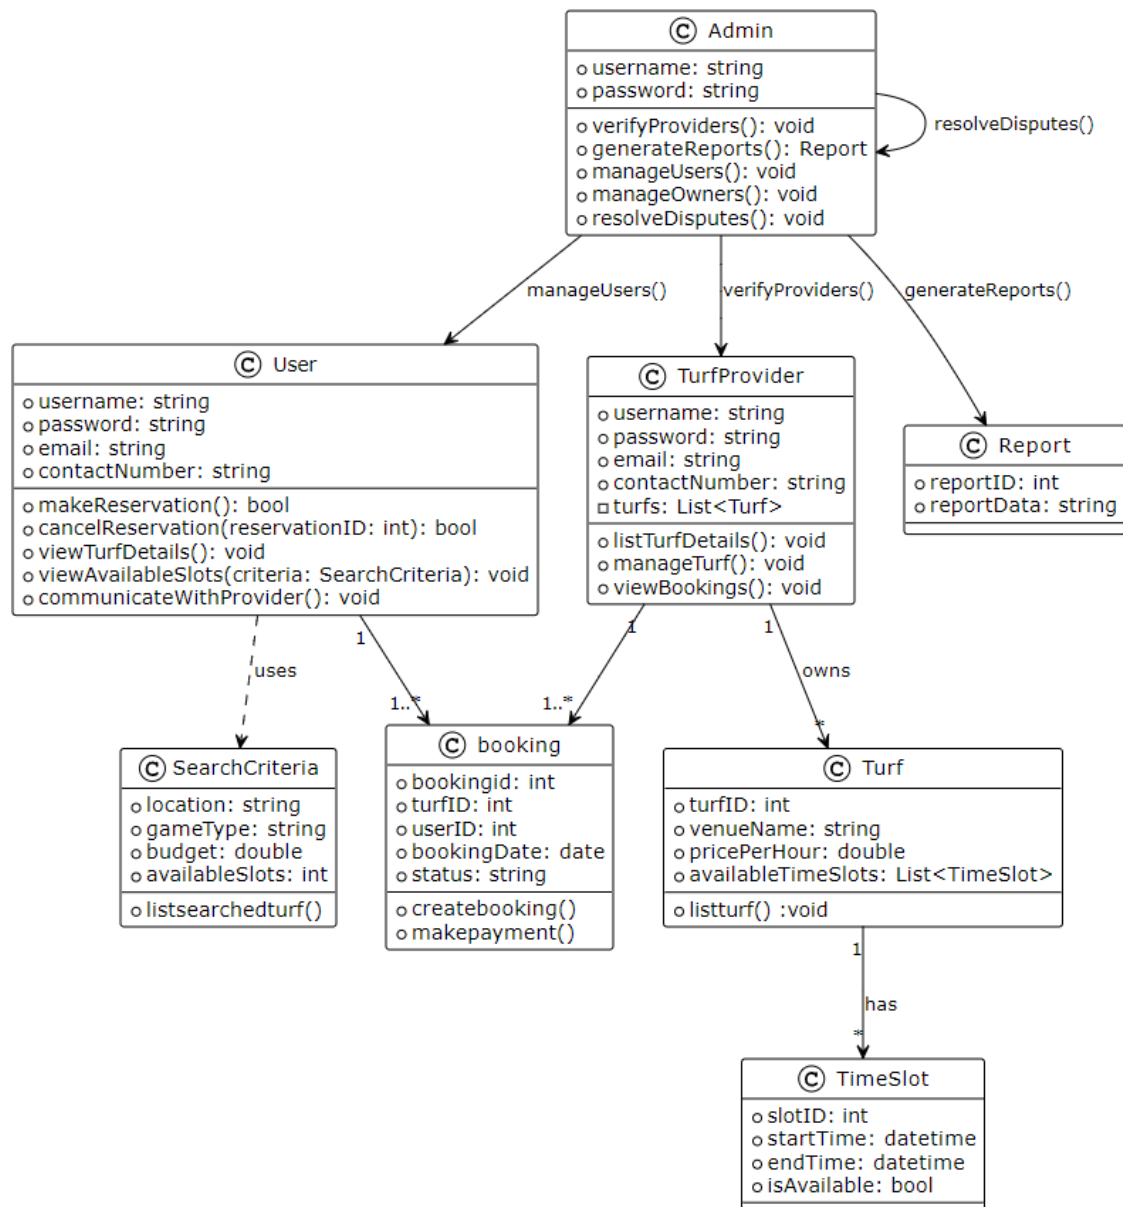 C Admin
username: string
password: string
verifyProviders(): void
generateReports(): Report
manageUsers(): void
manageOwners(): void
resolveDisputes(): void
resolveDisputes()
manageUsers()
verifyProviders()
generateReports()
C User
username: string
password: string
email: string
contactNumber: string
makeReservation(): bool
cancelReservation(reservationID: int): bool
viewTurfDetails(): void
viewAvailableSlots(criteria: SearchCriteria): void
communicateWithProvider(): void
C TurfProvider
username: string
password: string
email: string
contactNumber: string
turfs: List<Turf>
listTurfDetails(): void
manageTurf(): void
viewBookings(): void
C Report
reportID: int
reportData: string
uses
1
1..*
1
1..*
1
owns
*
C SearchCriteria
location: string
gameType: string
budget: double
availableSlots: int
listsearchedturf()
C booking
bookingid: int
turfID: int
userID: int
bookingDate: date
status: string
createbooking()
makepayment()
C Turf
turfID: int
venueName: string
pricePerHour: double
availableTimeSlots: List<TimeSlot>
listturf() :void
1
has
*
C TimeSlot
slotID: int
startTime: datetime
endTime: datetime
isAvailable: bool